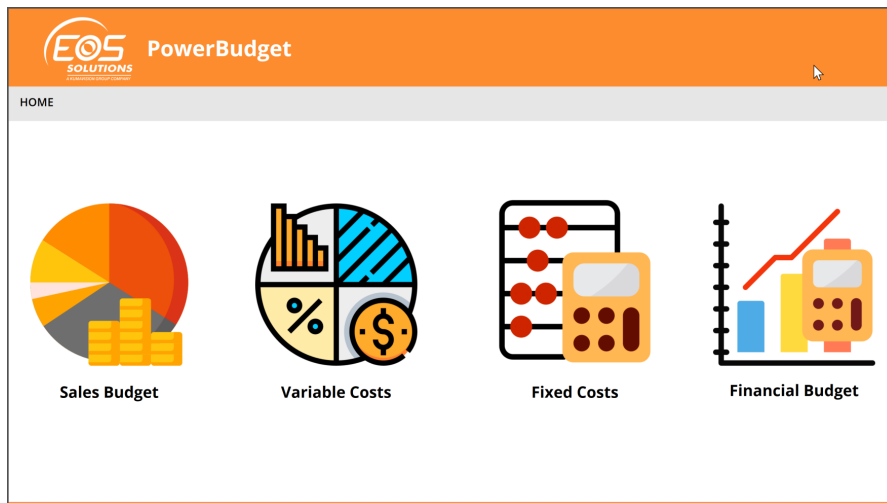 EOS
SOLUTIONS
PowerBudget
HOME
%
$
Sales Budget
Variable Costs
Fixed Costs
Financial Budget